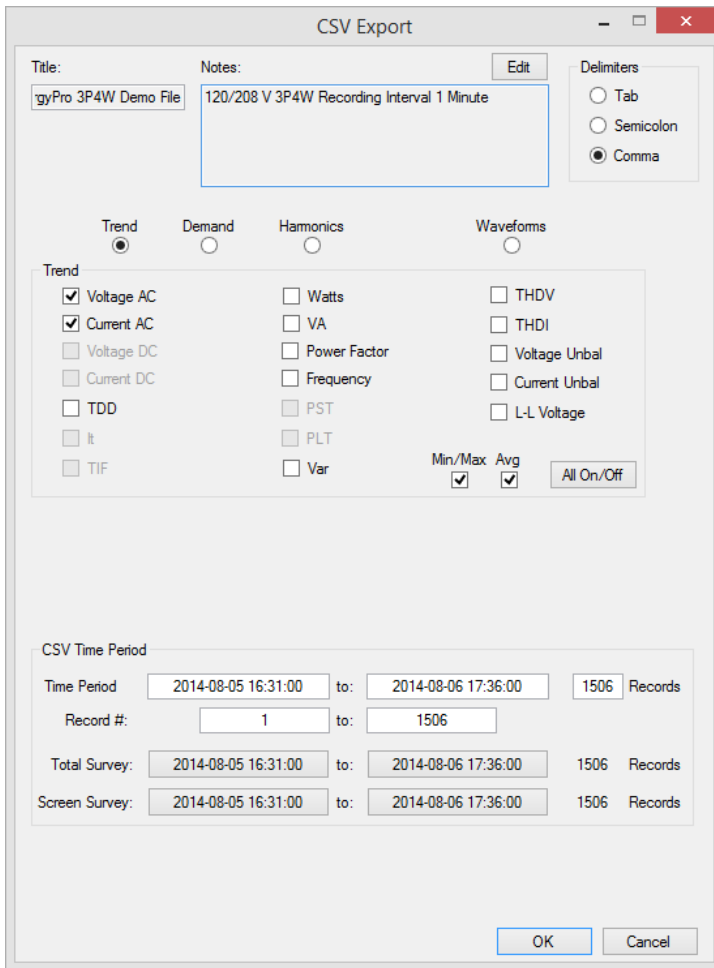 CSV Export
Title: Notes: Edit Delimiters
gyPro 3P4W Demo File 120/208 V 3P4W Recording Interval 1 Minute Tab
Semicolon
Comma
Trend Demand Harmonics Waveforms
Trend
Voltage AC Watts THDV
Current AC VA THDI
Voltage DC Power Factor Voltage Unbal
Current DC Frequency Current Unbal
TDD PST L-L Voltage
It PLT
TIF Var Min/Max Avg All On/Off
CSV Time Period
Time Period 2014-08-05 16:31:00 to: 2014-08-06 17:36:00 1506 Records
Record #: 1 to: 1506
Total Survey: 2014-08-05 16:31:00 to: 2014-08-06 17:36:00 1506 Records
Screen Survey: 2014-08-05 16:31:00 to: 2014-08-06 17:36:00 1506 Records
OK Cancel